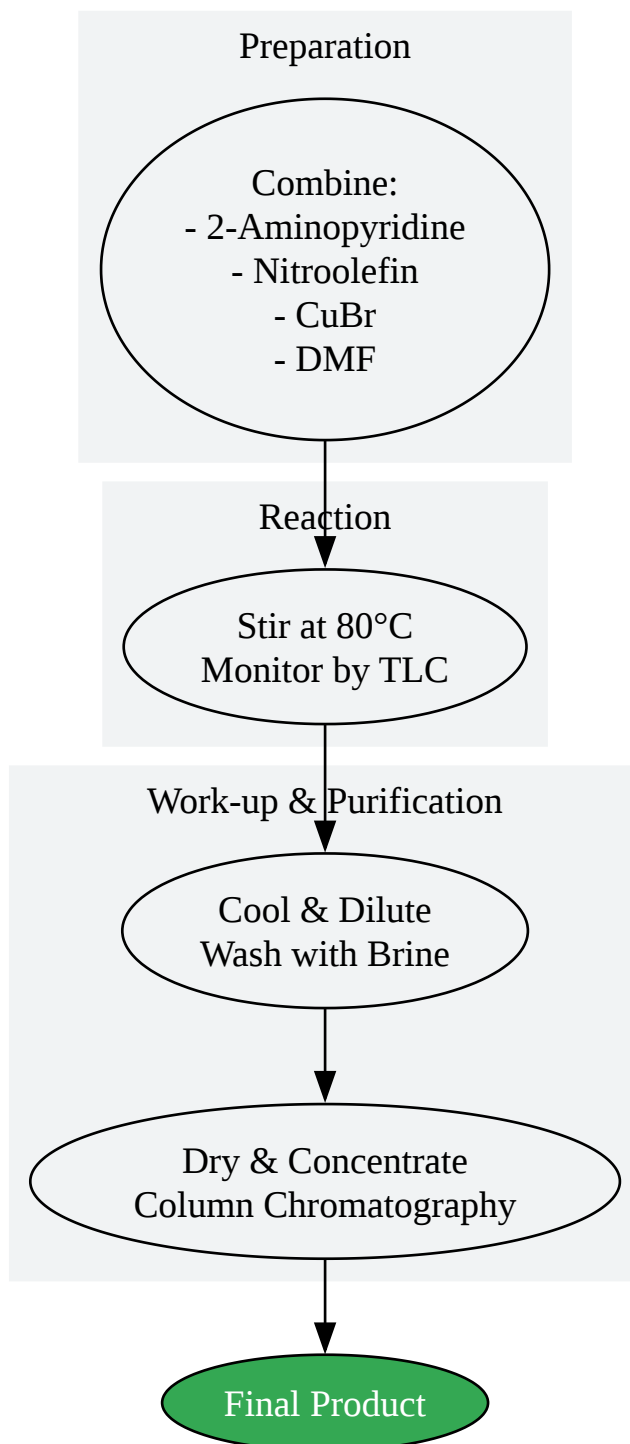 Preparation
Combine:
- 2-Aminopyridine
- Nitroolefin
- CuBr
- DMF
Reaction
Stir at 80°C
Monitor by TLC
Work-up & Purification
Cool & Dilute
Wash with Brine
Dry & Concentrate
Column Chromatography
Final Product